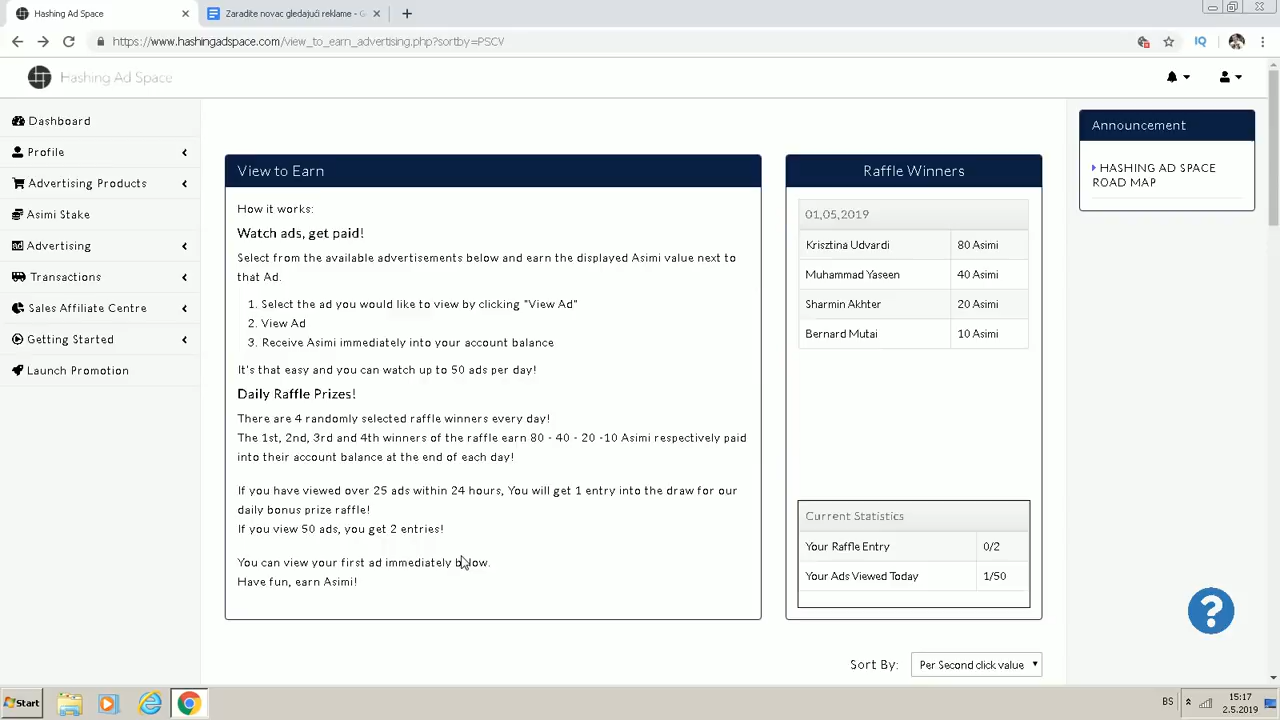 Hashing Ad Space
Zaradite novac gledajući reklame - G
https://www.hashingadspace.com/view_to_earn_advertising.php?sortby=PSCV
IQ
Hashing Ad Space
Dashboard
Profile
Advertising Products
Asimi Stake
Advertising
Transactions
Sales Affiliate Centre
Getting Started
Launch Promotion
View to Earn
How it works:
Watch ads, get paid!
Select from the available advertisements below and earn the displayed Asimi value next to
that Ad.
1. Select the ad you would like to view by clicking "View Ad"
2. View Ad
3. Receive Asimi immediately into your account balance
It's that easy and you can watch up to 50 ads per day!
Daily Raffle Prizes!
There are 4 randomly selected raffle winners every day!
The 1st, 2nd, 3rd and 4th winners of the raffle earn 80 - 40 - 20 -10 Asimi respectively paid
into their account balance at the end of each day!
If you have viewed over 25 ads within 24 hours, You will get 1 entry into the draw for our
daily bonus prize raffle!
If you view 50 ads, you get 2 entries!
You can view your first ad immediately below.
Have fun, earn Asimi!
Raffle Winners
01,05,2019
Krisztina Udvardi 80 Asimi
Muhammad Yaseen 40 Asimi
Sharmin Akhter 20 Asimi
Bernard Mutai 10 Asimi
Current Statistics
Your Raffle Entry 0/2
Your Ads Viewed Today 1/50
Announcement
HASHING AD SPACE
ROAD MAP
?
Sort By: Per Second click value
Start
BS
15:17
2.5.2019